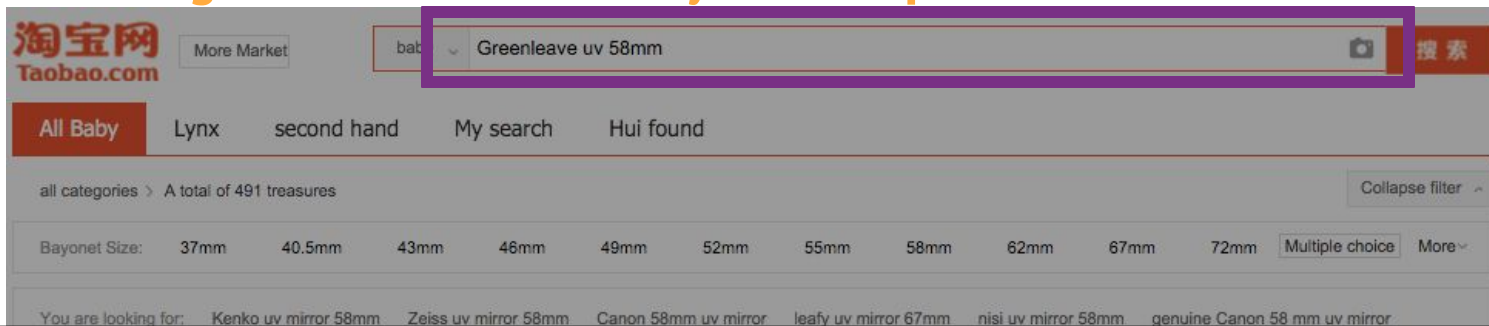 淘宝网
Taobao.com
More Market
Greenleave uv 58mm
搜 索
All Baby Lynx second hand My search Hui found
all categories > A total of 491 treasures
Collapse filter
Bayonet Size: 37mm 40.5mm 43mm 46mm 49mm 52mm 55mm 58mm 62mm 67mm 72mm Multiple choice More
You are looking for: Kenko uv mirror 58mm Zeiss uv mirror 58mm Canon 58mm uv mirror leafy uv mirror 67mm nisi uv mirror 58mm genuine Canon 58 mm uv mirror